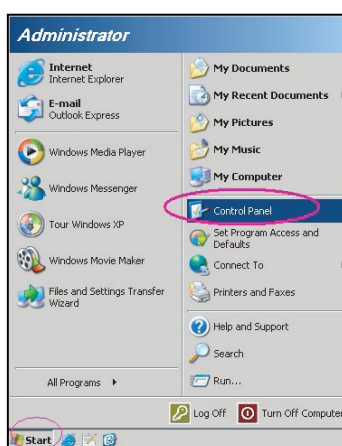 Administrator
Internet
Internet Explorer
E-mail
Outlook Express
Windows Media Player
Windows Messenger
Tour Windows XP
Windows Movie Maker
Files and Settings Transfer
Wizard
All Programs
My Documents
My Recent Documents
My Pictures
My Music
My Computer
Control Panel
Set Program Access and
Defaults
Connect To
Printers and Faxes
Help and Support
Search
Run...
Log Off
Turn Off Computer
Start